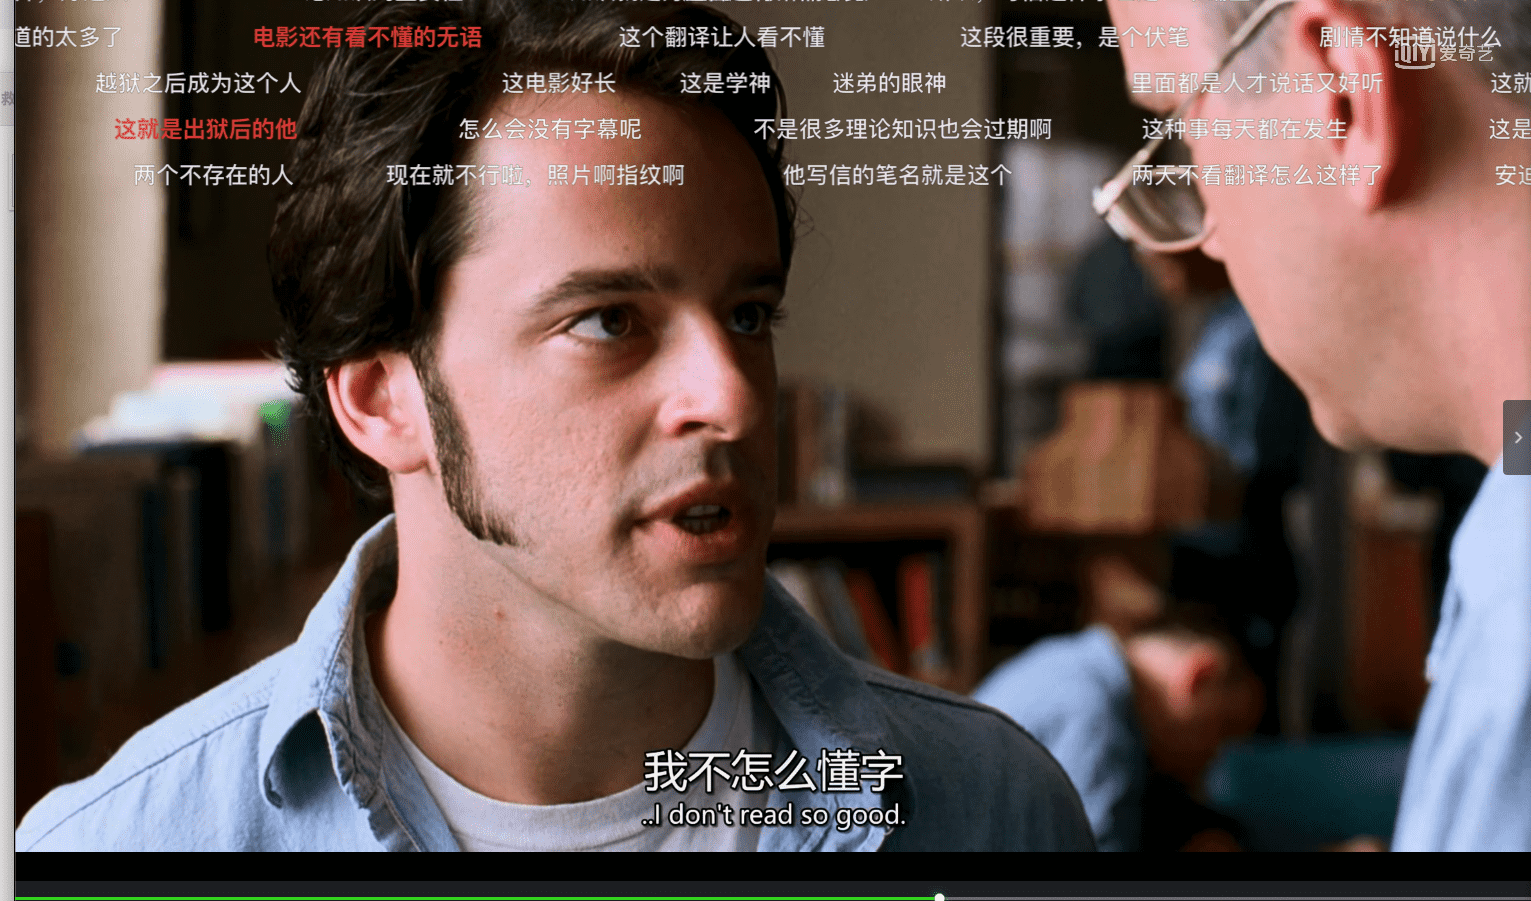 道的太多了 电影还有看不懂的无语 这个翻译让人看不懂 这段很重要，是个伏笔 剧情不知道说什么
iQIYI 爱奇艺
越狱之后成为这个人 这电影好长 这是学神 迷弟的眼神 里面都是人才说话又好听 这就
救
这就是出狱后的他 怎么会没有字幕呢 不是很多理论知识也会过期啊 这种事每天都在发生 这是
两个不存在的人 现在就不行啦，照片啊指纹啊 他写信的笔名就是这个 两天不看翻译怎么这样了 安迪
我不怎么懂字
..I don't read so good.